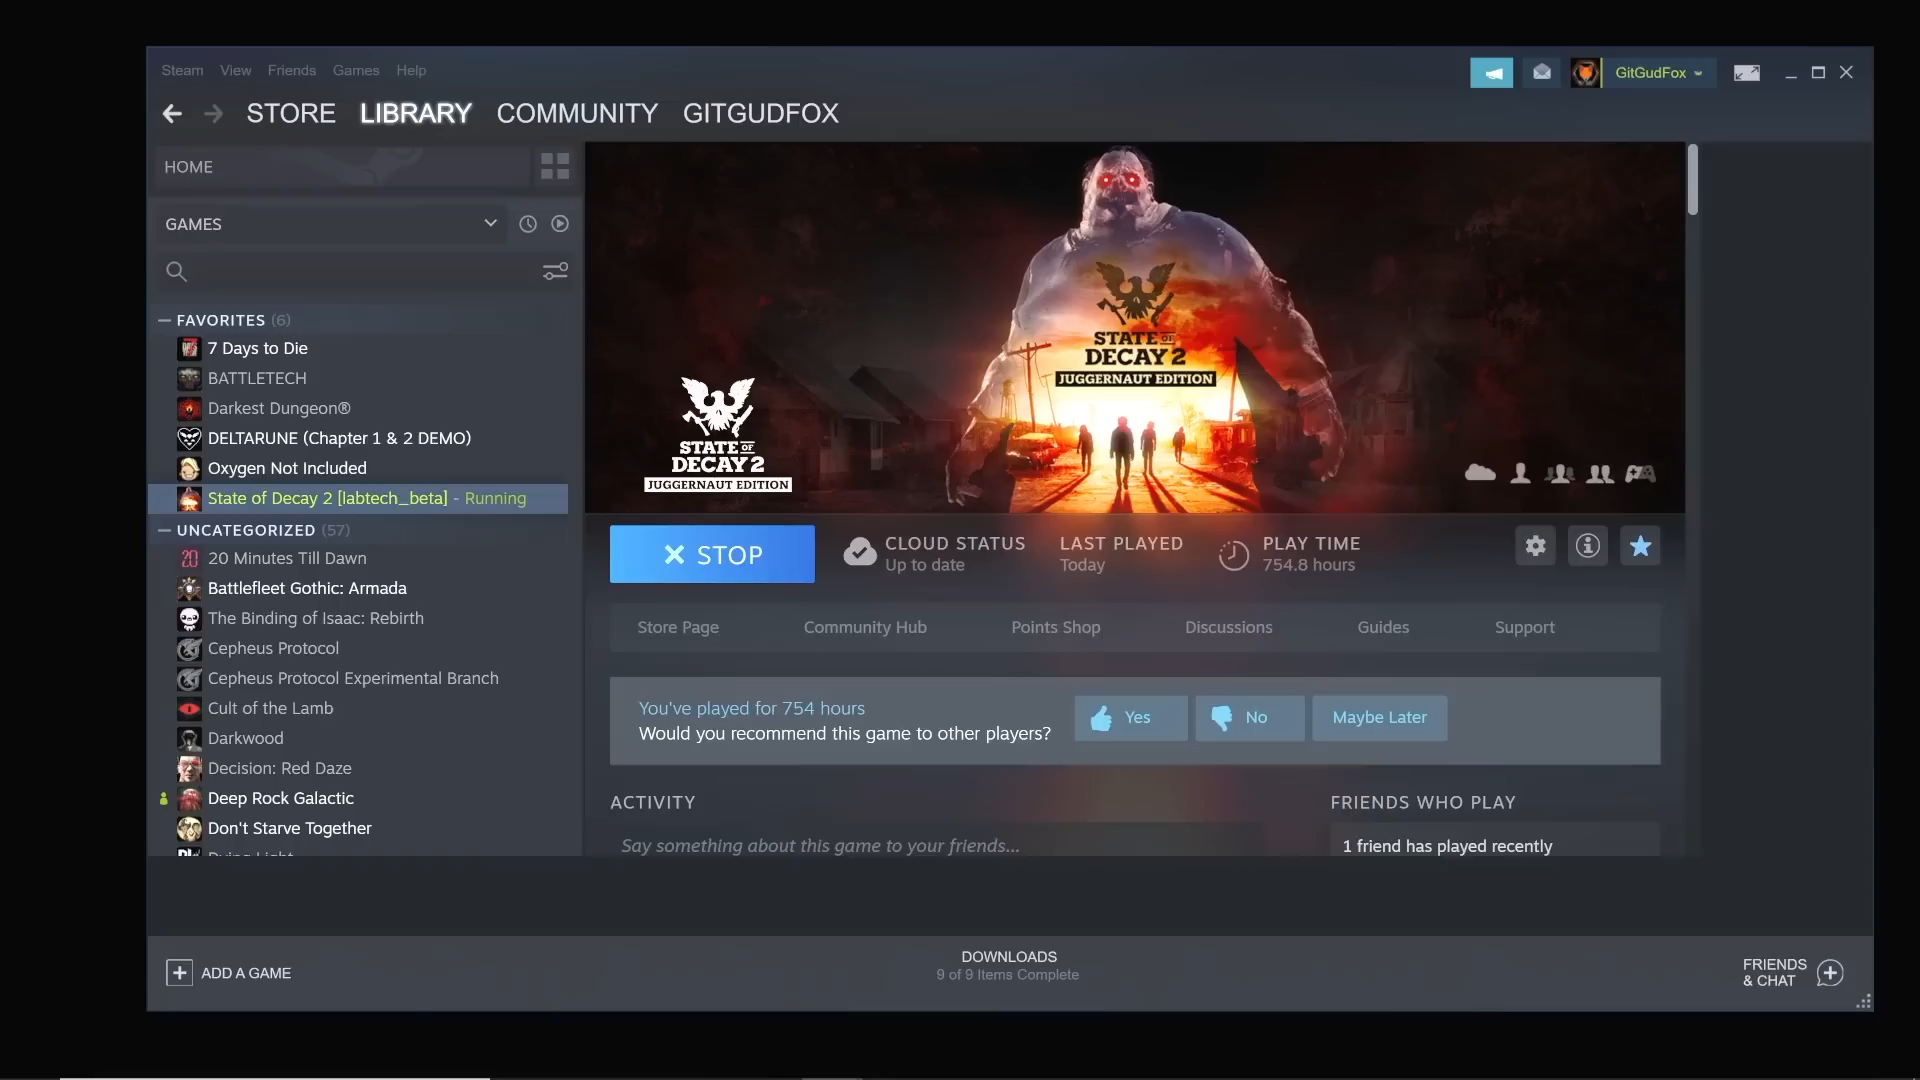 Steam View Friends Games Help
GitGudFox
STORE LIBRARY COMMUNITY GITGUDFOX
HOME
GAMES
FAVORITES (6)
7 Days to Die
BATTLETECH
Darkest Dungeon®
DELTARUNE (Chapter 1 & 2 DEMO)
Oxygen Not Included
State of Decay 2 [labtech_beta] - Running
UNCATEGORIZED (57)
20 Minutes Till Dawn
Battlefleet Gothic: Armada
The Binding of Isaac: Rebirth
Cepheus Protocol
Cepheus Protocol Experimental Branch
Cult of the Lamb
Darkwood
Decision: Red Daze
Deep Rock Galactic
Don't Starve Together
Dying Light
STATE OF
DECAY 2
JUGGERNAUT EDITION
STATE OF
DECAY 2
JUGGERNAUT EDITION
STOP
CLOUD STATUS
Up to date
LAST PLAYED
Today
PLAY TIME
754.8 hours
Store Page Community Hub Points Shop Discussions Guides Support
You've played for 754 hours
Would you recommend this game to other players?
Yes No Maybe Later
ACTIVITY
Say something about this game to your friends...
FRIENDS WHO PLAY
1 friend has played recently
ADD A GAME
DOWNLOADS
9 of 9 Items Complete
FRIENDS
& CHAT